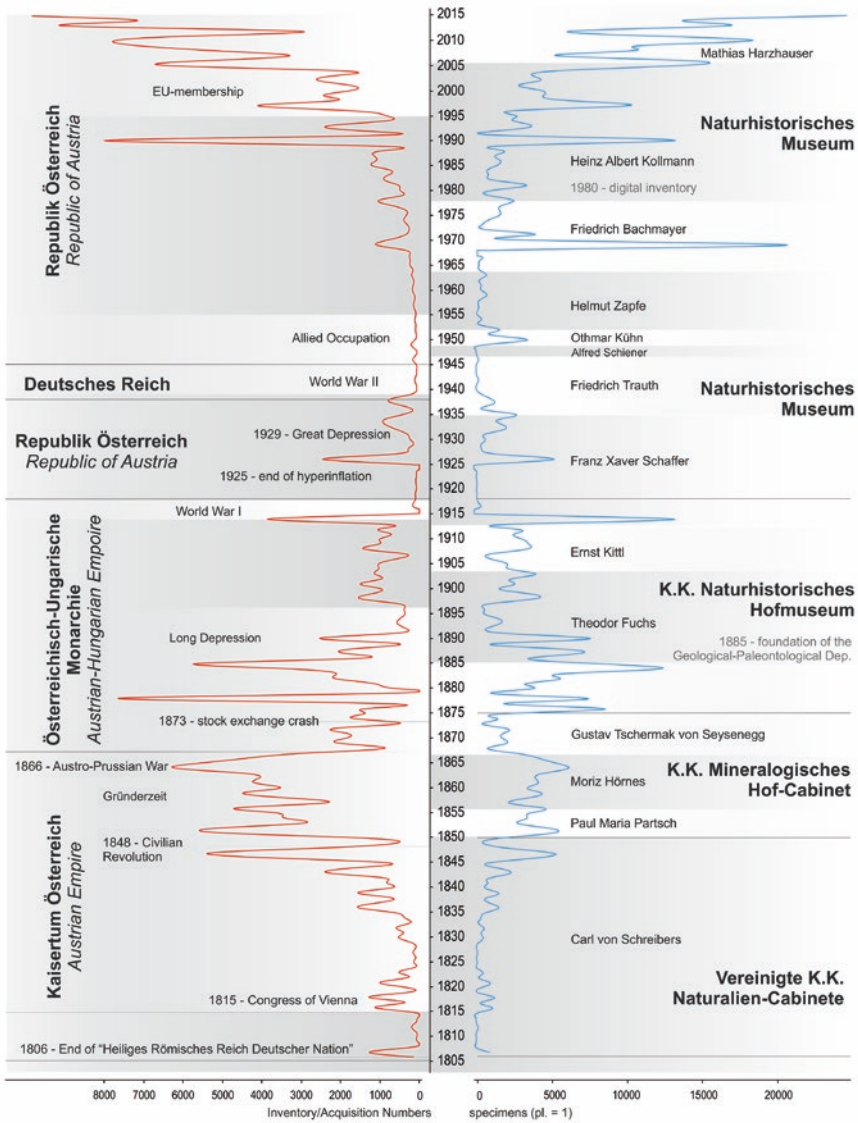 2015
2010
2005
2000
1995
1990
1985
1980
1975
1970
1965
1960
1955
1950
1945
1940
1935
1930
1925
1920
1915
1910
1905
1900
1895
1890
1885
1880
1875
1870
1865
1860
1855
1850
1845
1840
1835
1830
1825
1820
1815
1810
1805
Republik Österreich
Republic of Austria
EU-membership
Allied Occupation
Deutsches Reich
World War II
Republik Österreich
Republic of Austria
1929 - Great Depression
1925 - end of hyperinflation
World War I
Österreichisch-Ungarische
Monarchie
Austrian-Hungarian Empoire
Long Depression
1873 - stock exchange crash
1866 - Austro-Prussian War
Gründerzeit
1848 - Civilian
Revolution
Kaisertum Österreich
Austrian Empire
1815 - Congress of Vienna
1806 - End of "Heiliges Römisches Reich Deutscher Nation"
Mathias Harzhauser
Naturhistorisches
Museum
Heinz Albert Kollmann
1980 - digital inventory
Friedrich Bachmayer
Helmut Zapfe
Othmar Kühn
Alfred Schiener
Friedrich Trauth
Naturhistorisches
Museum
Franz Xaver Schaffer
Ernst Kittl
K.K. Naturhistorisches
Hofmuseum
Theodor Fuchs
1885 - foundation of the
Geological-Paleontological Dep.
Gustav Tschermak von Seysenegg
K.K. Mineralogisches
Hof-Cabinet
Moriz Hörnes
Paul Maria Partsch
Carl von Schreibers
Vereinigte K.K.
Naturalien-Cabinete
8000 7000 6000 5000 4000 3000 2000 1000 0
Inventory/Acquisition Numbers
0 5000 10000 15000 20000
specimens (pl. = 1)